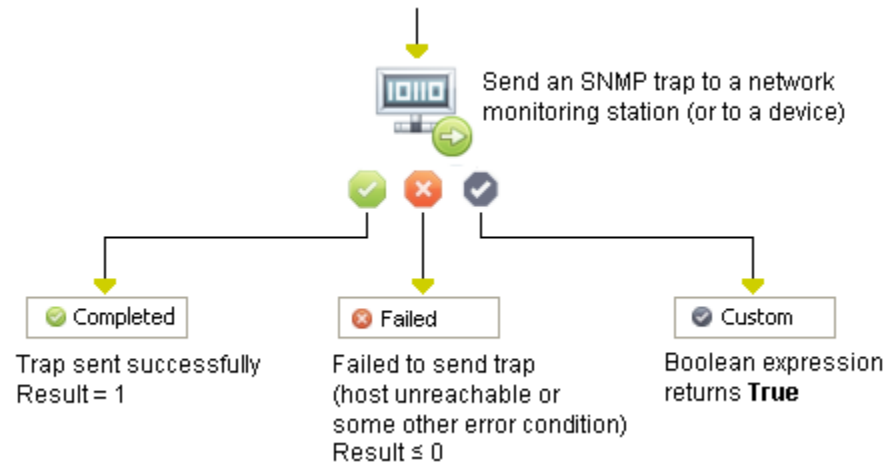 10110
Send an SNMP trap to a network
monitoring station (or to a device)
Completed
Trap sent successfully
Result = 1
Failed
Failed to send trap
(host unreachable or
some other error condition)
Result ≤ 0
Custom
Boolean expression
returns True